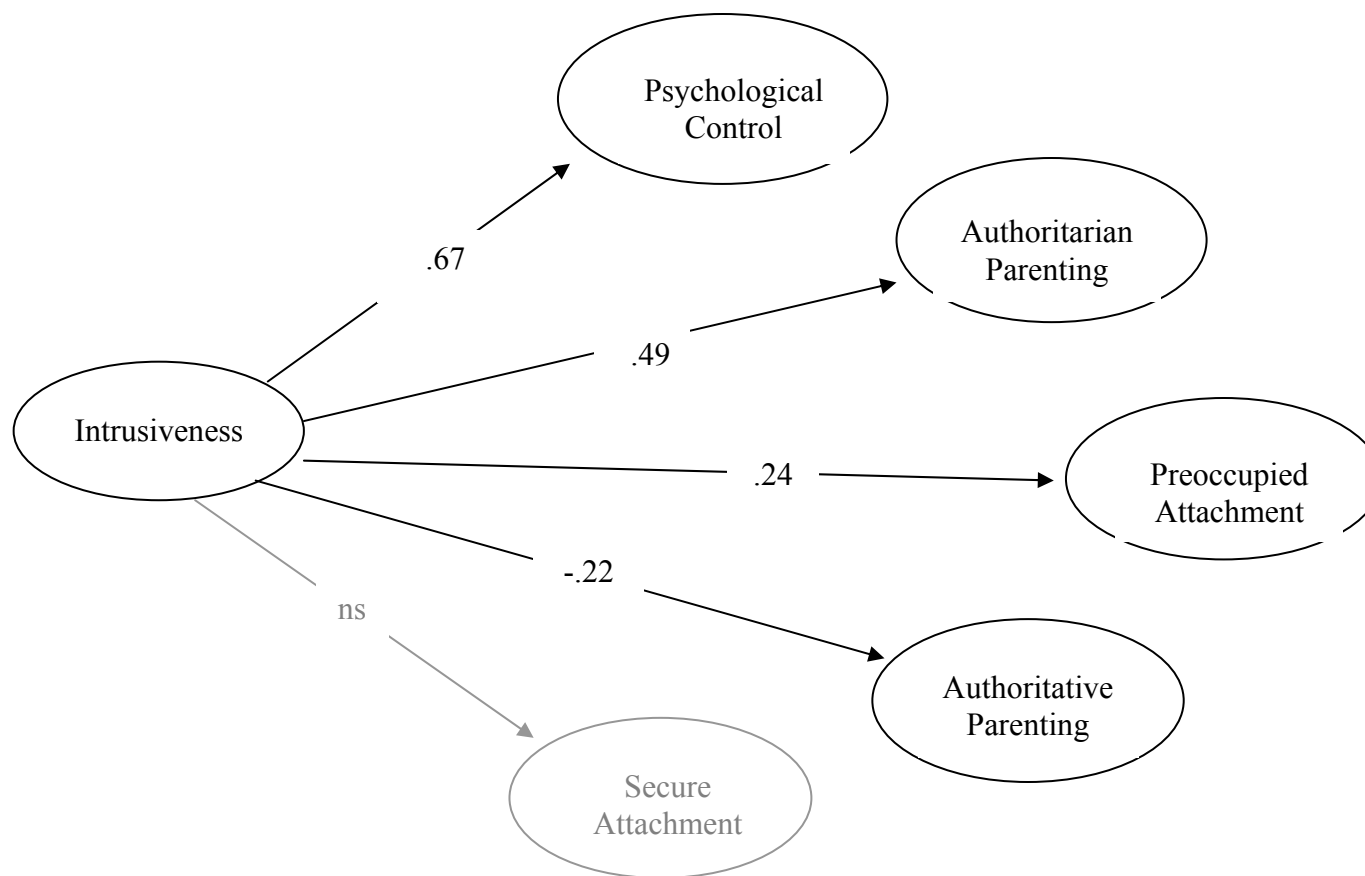 Psychological
Control
Authoritarian
Parenting
.67
.49
Intrusiveness
.24
Preoccupied
Attachment
-.22
ns
Authoritative
Parenting
Secure
Attachment